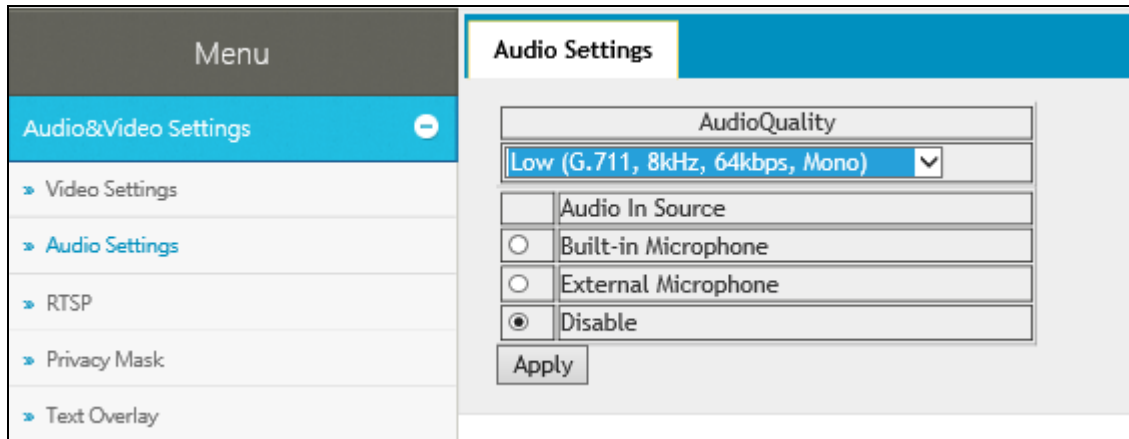 Menu
Audio&Video Settings
Video Settings
Audio Settings
RTSP
Privacy Mask
Text Overlay
Audio Settings
AudioQuality
Low (G.711, 8kHz, 64kbps, Mono)
Audio In Source
Built-in Microphone
External Microphone
Disable
Apply